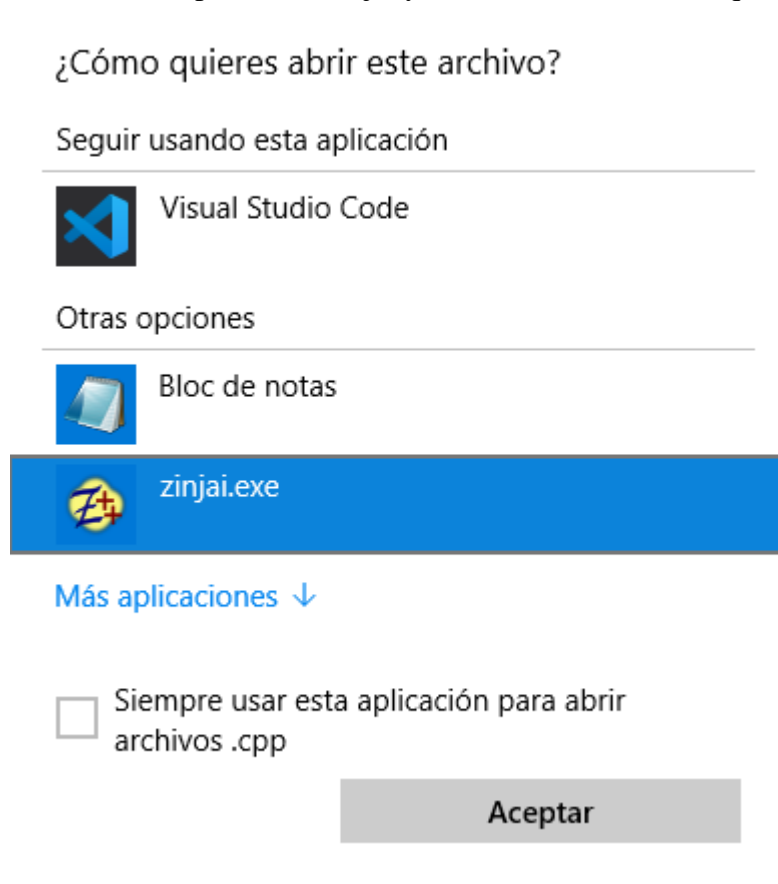 ¿Cómo quieres abrir este archivo?
Seguir usando esta aplicación
Visual Studio Code
Otras opciones
Bloc de notas
Z++
zinjai.exe
Más aplicaciones ↓
Siempre usar esta aplicación para abrir
archivos .cpp
Aceptar